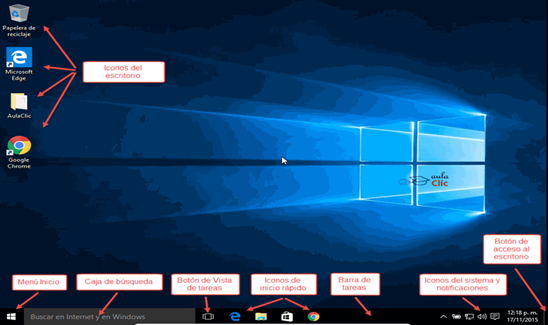 Papelera de
reciclaje
Microsoft
Edge
AulaClic
Google
Chrome
Iconos del
escritorio
aula
Clic
Menú Inicio
Caja de búsqueda
Botón de Vista
de tareas
Iconos de
inicio rápido
Barra de
tareas
Iconos del sistema y
notificaciones
Botón de
acceso al
escritorio
Buscar en Internet y en Windows
12:18 p. m.
17/11/2015